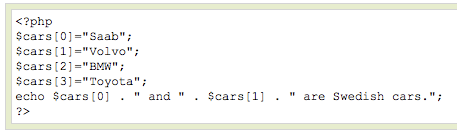 <?php
$cars[0]="Saab";
$cars[1]="Volvo";
$cars[2]="BMW";
$cars[3]="Toyota";
echo $cars[0] . " and " . $cars[1] . " are Swedish cars.";
?>